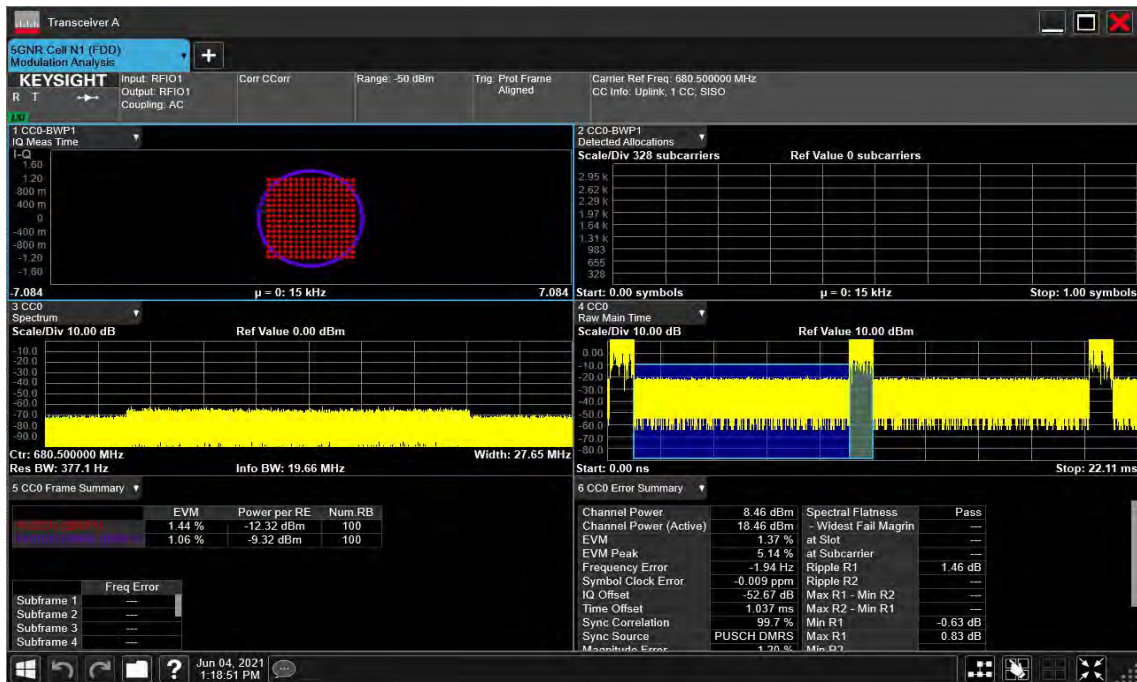 Transceiver A
5GNR Cell N1 (FDD)
Modulation Analysis
+
KEYSIGHT
R T
LXI
Input: RFIO1
Output: RFIO1
Coupling: AC
Corr CCorr
Range: -50 dBm
Trig: Prot Frame
Aligned
Carrier Ref Freq: 680.500000 MHz
CC Info: Uplink, 1 CC, SISO
1 CC0-BWP1
IQ Meas Time
I-Q
1.60
1.20
800 m
400 m
0
-400 m
-800 m
-1.20
-1.60
-7.084 µ = 0: 15 kHz 7.084
2 CC0-BWP1
Detected Allocations
Scale/Div 328 subcarriers Ref Value 0 subcarriers
2.95 k
2.62 k
2.29 k
1.97 k
1.64 k
1.31 k
983
655
328
Start: 0.00 symbols µ = 0: 15 kHz Stop: 1.00 symbols
3 CC0
Spectrum
Scale/Div 10.00 dB Ref Value 0.00 dBm
-10.0
-20.0
-30.0
-40.0
-50.0
-60.0
-70.0
-80.0
-90.0
Ctr: 680.500000 MHz Width: 27.65 MHz
Res BW: 377.1 Hz Info BW: 19.66 MHz
4 CC0
Raw Main Time
Scale/Div 10.00 dB Ref Value 10.00 dBm
0.00
-10.0
-20.0
-30.0
-40.0
-50.0
-60.0
-70.0
-80.0
Start: 0.00 ns Stop: 22.11 ms
5 CC0 Frame Summary
EVM Power per RE Num.RB
1.44 % -12.32 dBm 100
1.06 % -9.32 dBm 100
Freq Error
Subframe 1 ---
Subframe 2 ---
Subframe 3 ---
Subframe 4 ---
6 CC0 Error Summary
Channel Power 8.46 dBm Spectral Flatness Pass
Channel Power (Active) 18.46 dBm - Widest Fail Magrin ---
EVM 1.37 % at Slot ---
EVM Peak 5.14 % at Subcarrier ---
Frequency Error -1.94 Hz Ripple R1 1.46 dB
Symbol Clock Error -0.009 ppm Ripple R2 ---
IQ Offset -52.67 dB Max R1 - Min R2 ---
Time Offset 1.037 ms Max R2 - Min R1 ---
Sync Correlation 99.7 % Min R1 -0.63 dB
Sync Source PUSCH DMRS Max R1 0.83 dB
Magnitude Error 1.20 % Min R2
?
Jun 04, 2021
1:18:51 PM